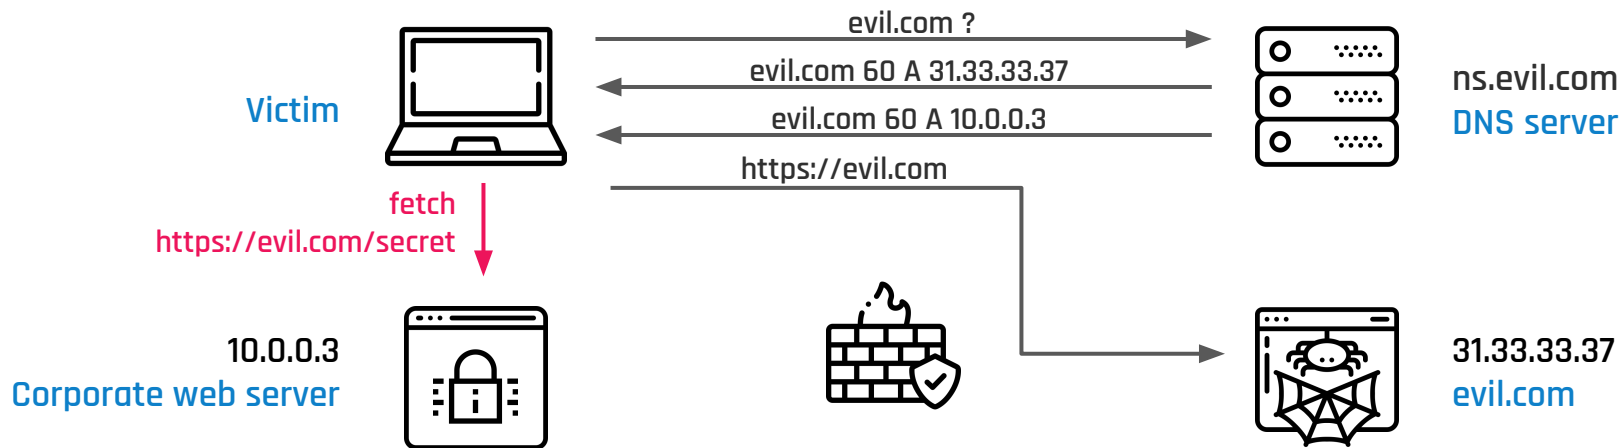 evil.com ?
evil.com 60 A 31.33.33.37
evil.com 60 A 10.0.0.3
https://evil.com
Victim
ns.evil.com
DNS server
fetch
https://evil.com/secret
10.0.0.3
Corporate web server
31.33.33.37
evil.com